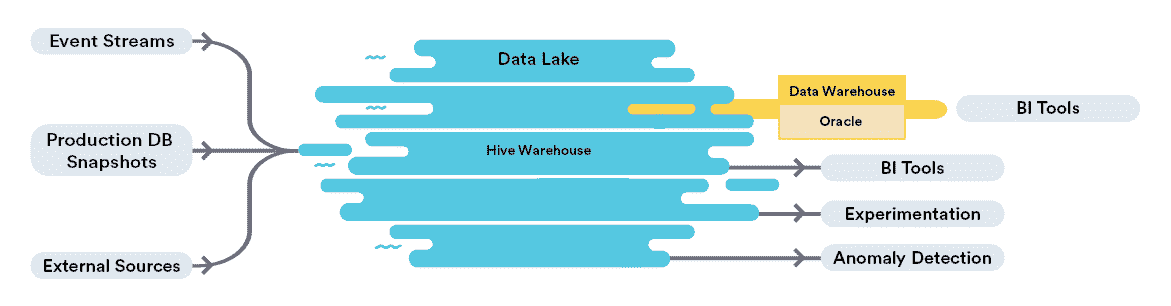 Event Streams
Production DB
Snapshots
External Sources
Data Lake
Hive Warehouse
Data Warehouse
Oracle
BI Tools
BI Tools
Experimentation
Anomaly Detection